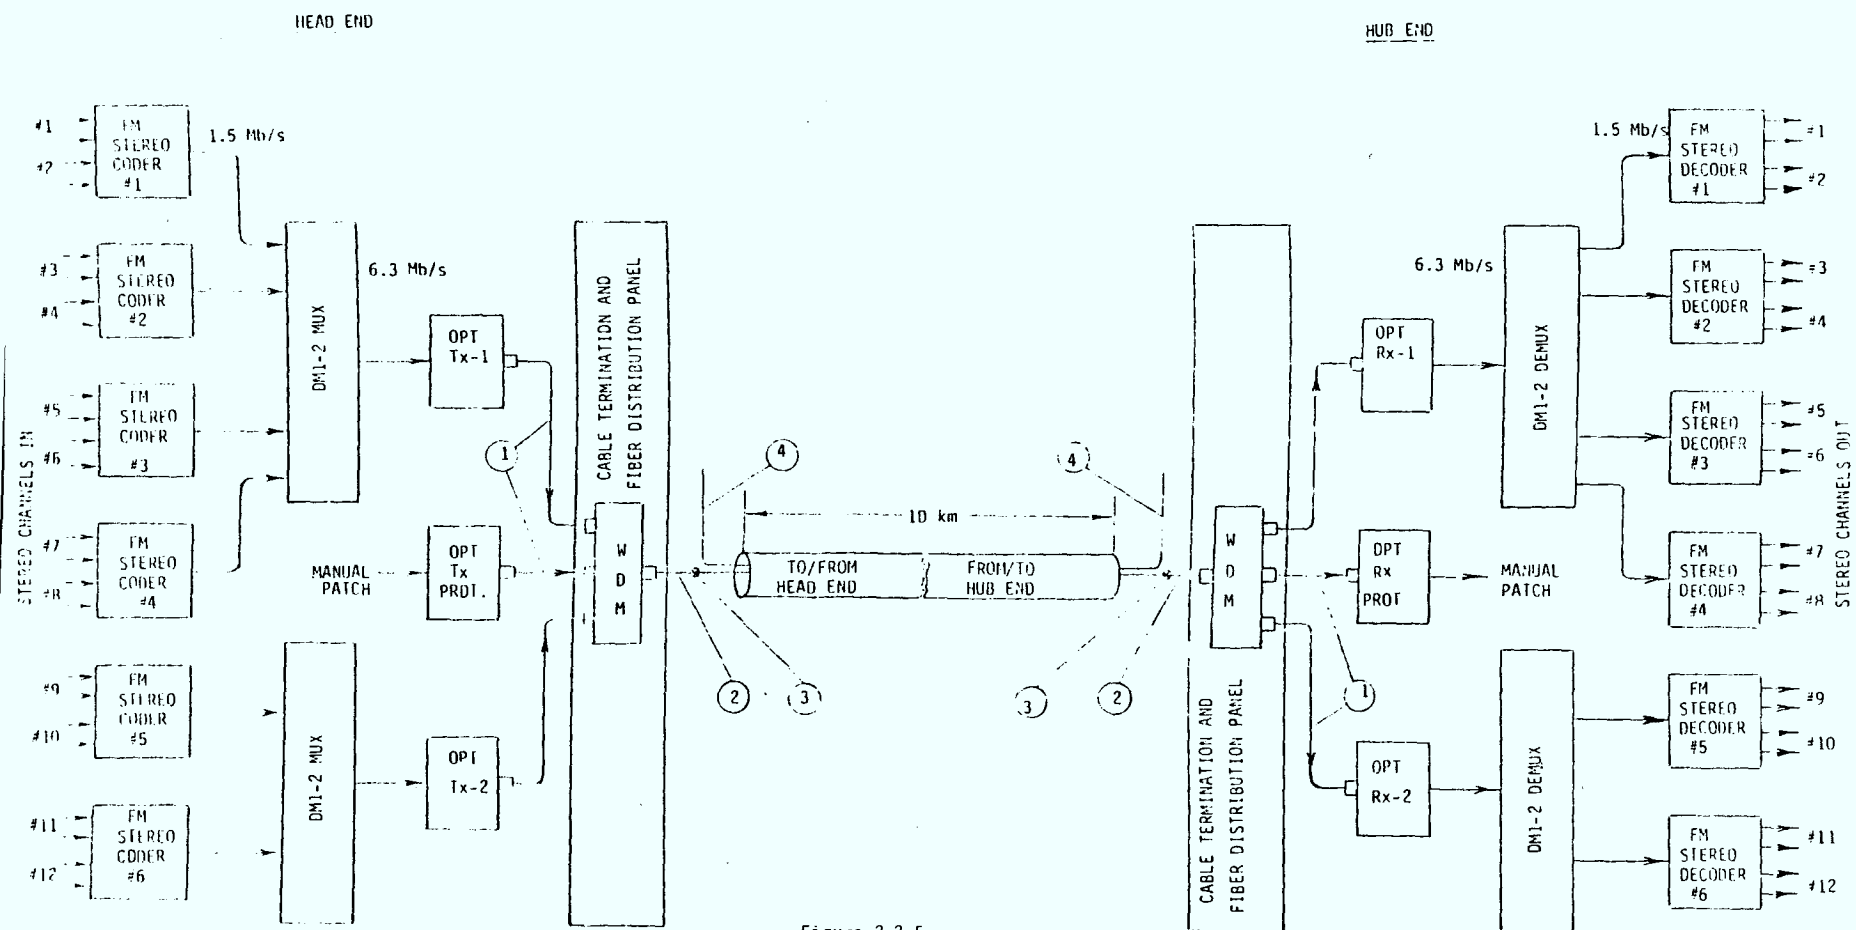 HEAD END
HUB END
STEREO CHANNELS IN
#1
#2
FM
STEREO
CODER
#1
1.5 Mb/s
#3
#4
FM
STEREO
CODER
#2
#5
#6
FM
STEREO
CODER
#3
#7
#8
FM
STEREO
CODER
#4
#9
#10
FM
STEREO
CODER
#5
#11
#12
FM
STEREO
CODER
#6
DM1-2 MUX
6.3 Mb/s
DM1-2 MUX
OPT
Tx-1
MANUAL
PATCH
OPT
Tx
PROT.
OPT
Tx-2
1
CABLE TERMINATION AND
FIBER DISTRIBUTION PANEL
W
D
M
4
2
3
10 km
TO/FROM
HEAD END
FROM/TO
HUB END
4
3
2
CABLE TERMINATION AND
FIBER DISTRIBUTION PANEL
W
D
M
1
OPT
Rx-1
OPT
Rx
PROT
MANUAL
PATCH
OPT
Rx-2
6.3 Mb/s
DM1-2 DEMUX
DM1-2 DEMUX
1.5 Mb/s
FM
STEREO
DECODER
#1
#1
#2
FM
STEREO
DECODER
#2
#3
#4
FM
STEREO
DECODER
#3
#5
#6
FM
STEREO
DECODER
#4
#7
#8
FM
STEREO
DECODER
#5
#9
#10
FM
STEREO
DECODER
#6
#11
#12
STEREO CHANNELS OUT